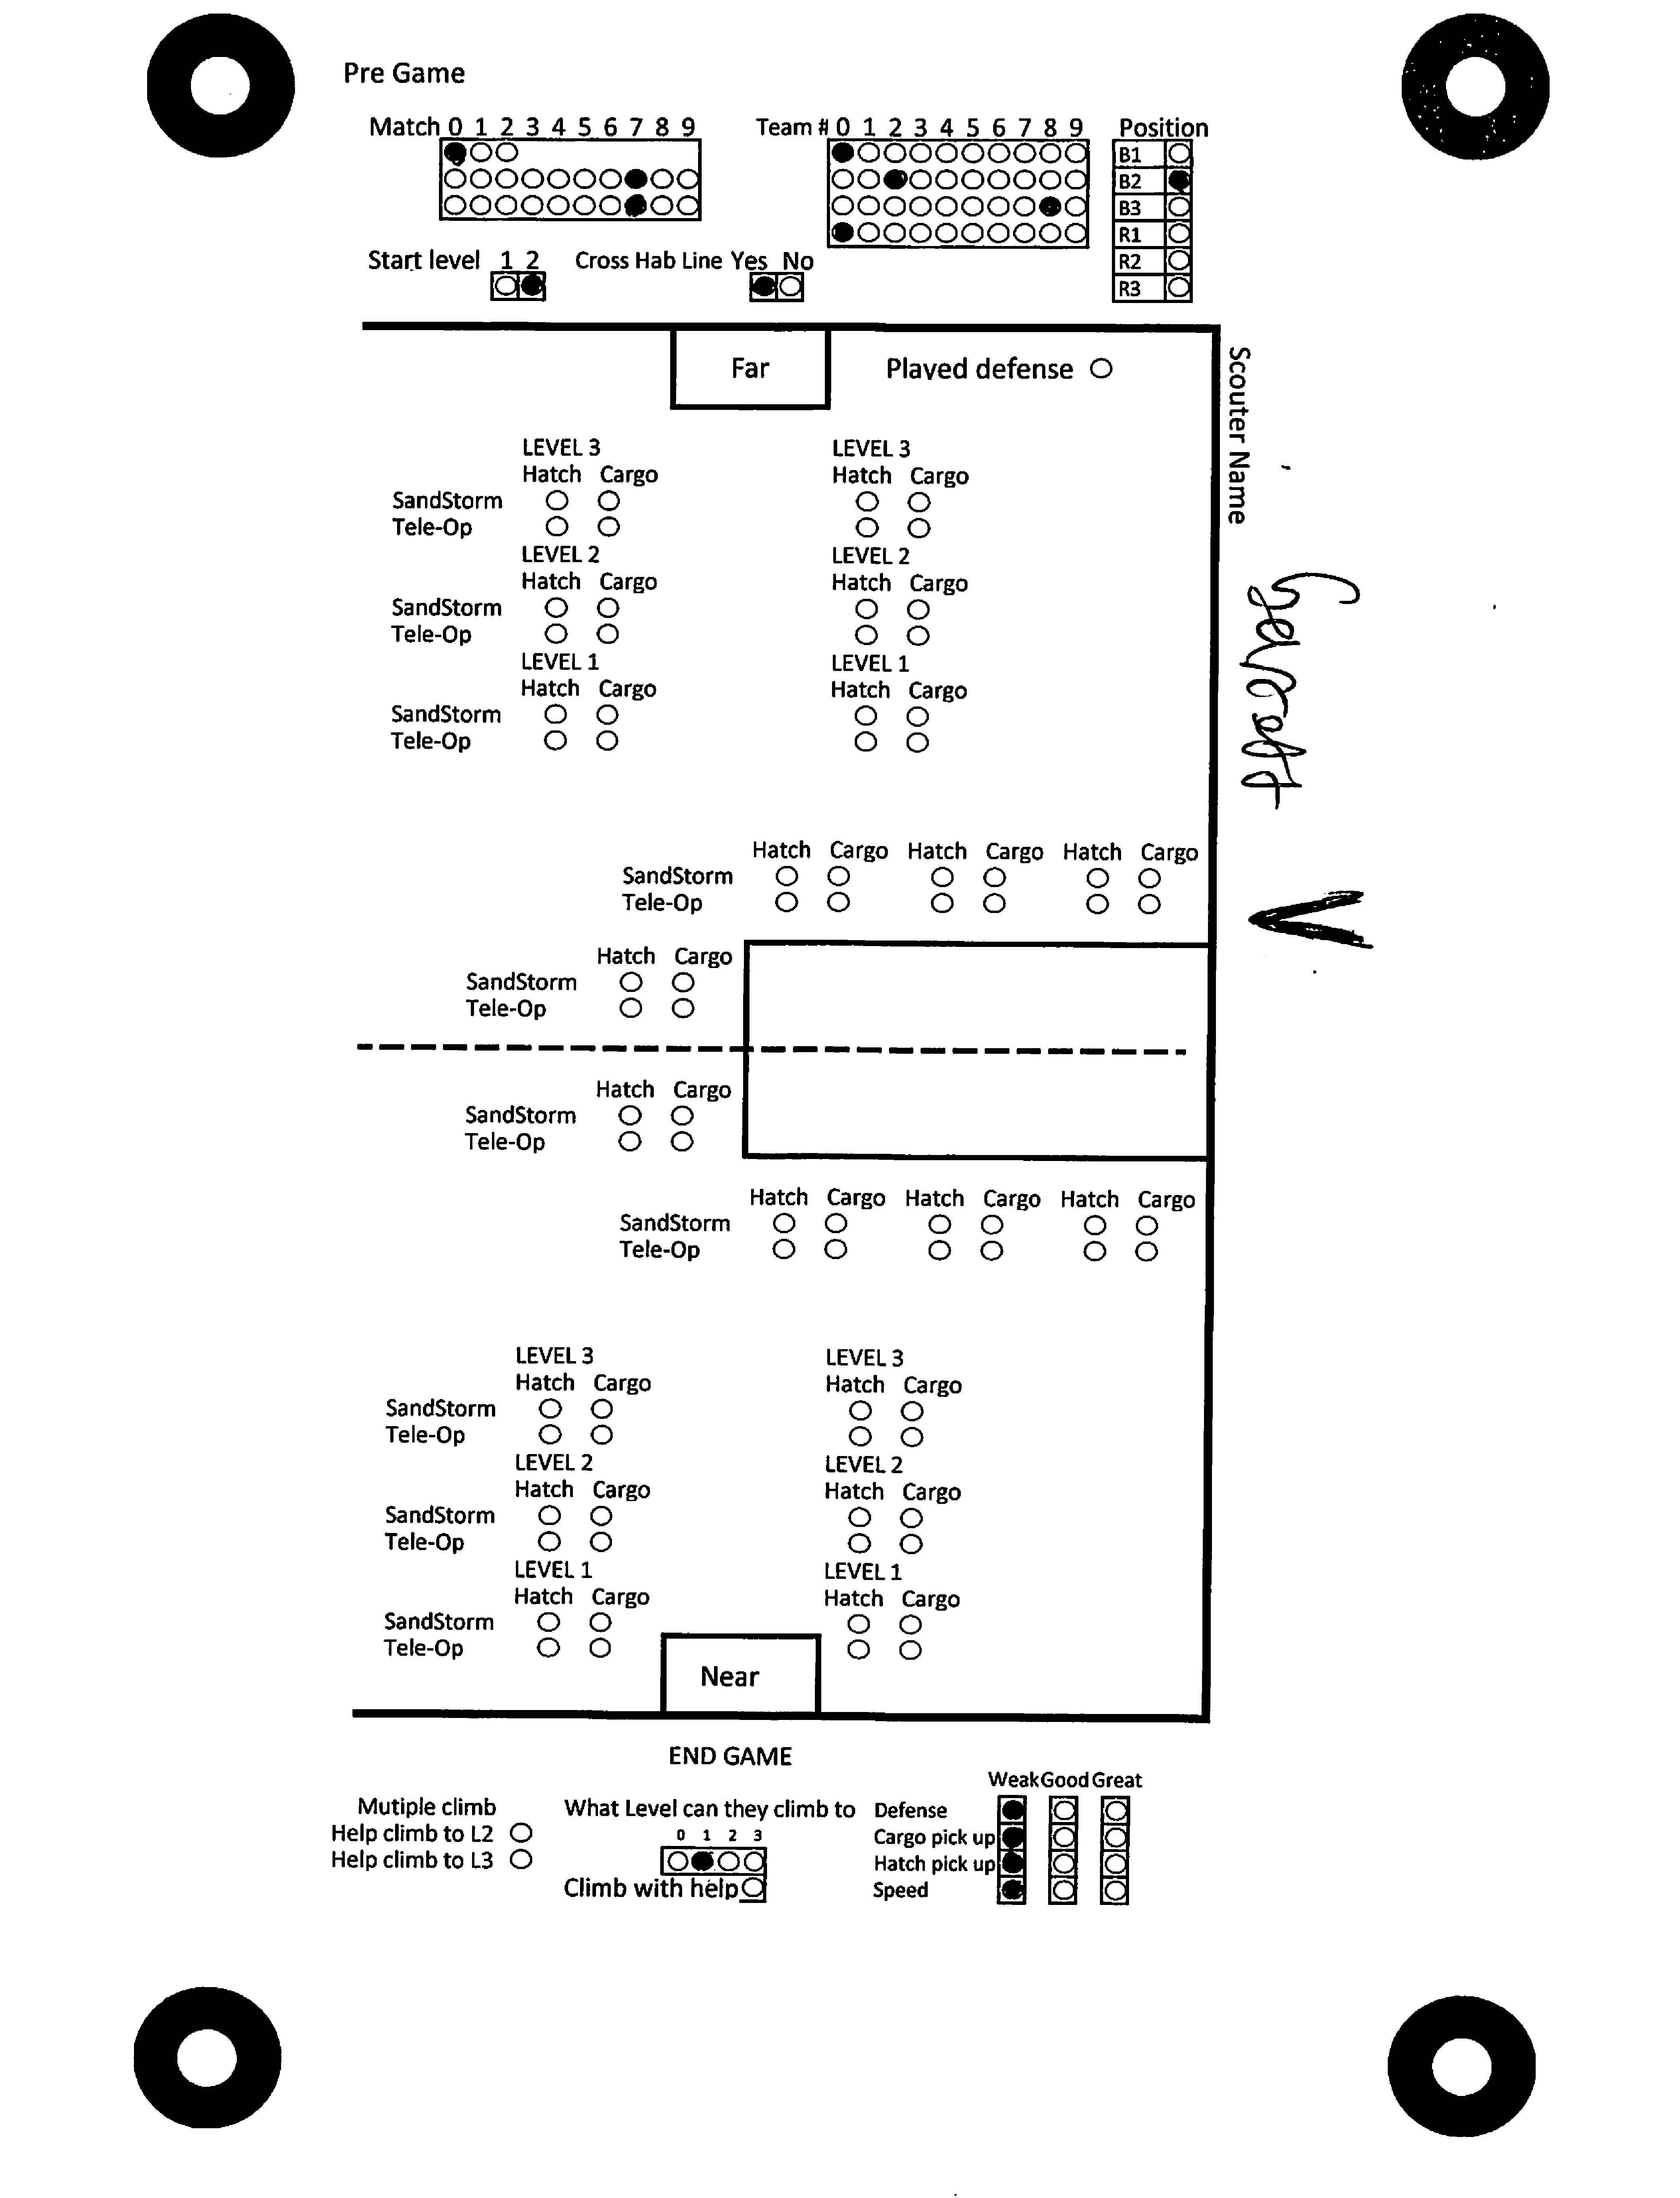 Pre Game
Match 0 1 2 3 4 5 6 7 8 9
Team # 0 1 2 3 4 5 6 7 8 9
Position
B1
B2
B3
R1
R2
R3
Start level 1 2
Cross Hab Line Yes No
Far
Played defense
Scouter Name
LEVEL 3 LEVEL 3
Hatch Cargo Hatch Cargo
SandStorm
Tele-Op
LEVEL 2 LEVEL 2
Hatch Cargo Hatch Cargo
SandStorm
Tele-Op
LEVEL 1 LEVEL 1
Hatch Cargo Hatch Cargo
SandStorm
Tele-Op
Hatch Cargo Hatch Cargo Hatch Cargo
SandStorm
Tele-Op
Hatch Cargo
SandStorm
Tele-Op
Hatch Cargo
SandStorm
Tele-Op
Hatch Cargo Hatch Cargo Hatch Cargo
SandStorm
Tele-Op
LEVEL 3 LEVEL 3
Hatch Cargo Hatch Cargo
SandStorm
Tele-Op
LEVEL 2 LEVEL 2
Hatch Cargo Hatch Cargo
SandStorm
Tele-Op
LEVEL 1 LEVEL 1
Hatch Cargo Hatch Cargo
SandStorm
Tele-Op
Near
END GAME
Mutiple climb
Help climb to L2
Help climb to L3
What Level can they climb to
0 1 2 3
Climb with help
Weak Good Great
Defense
Cargo pick up
Hatch pick up
Speed